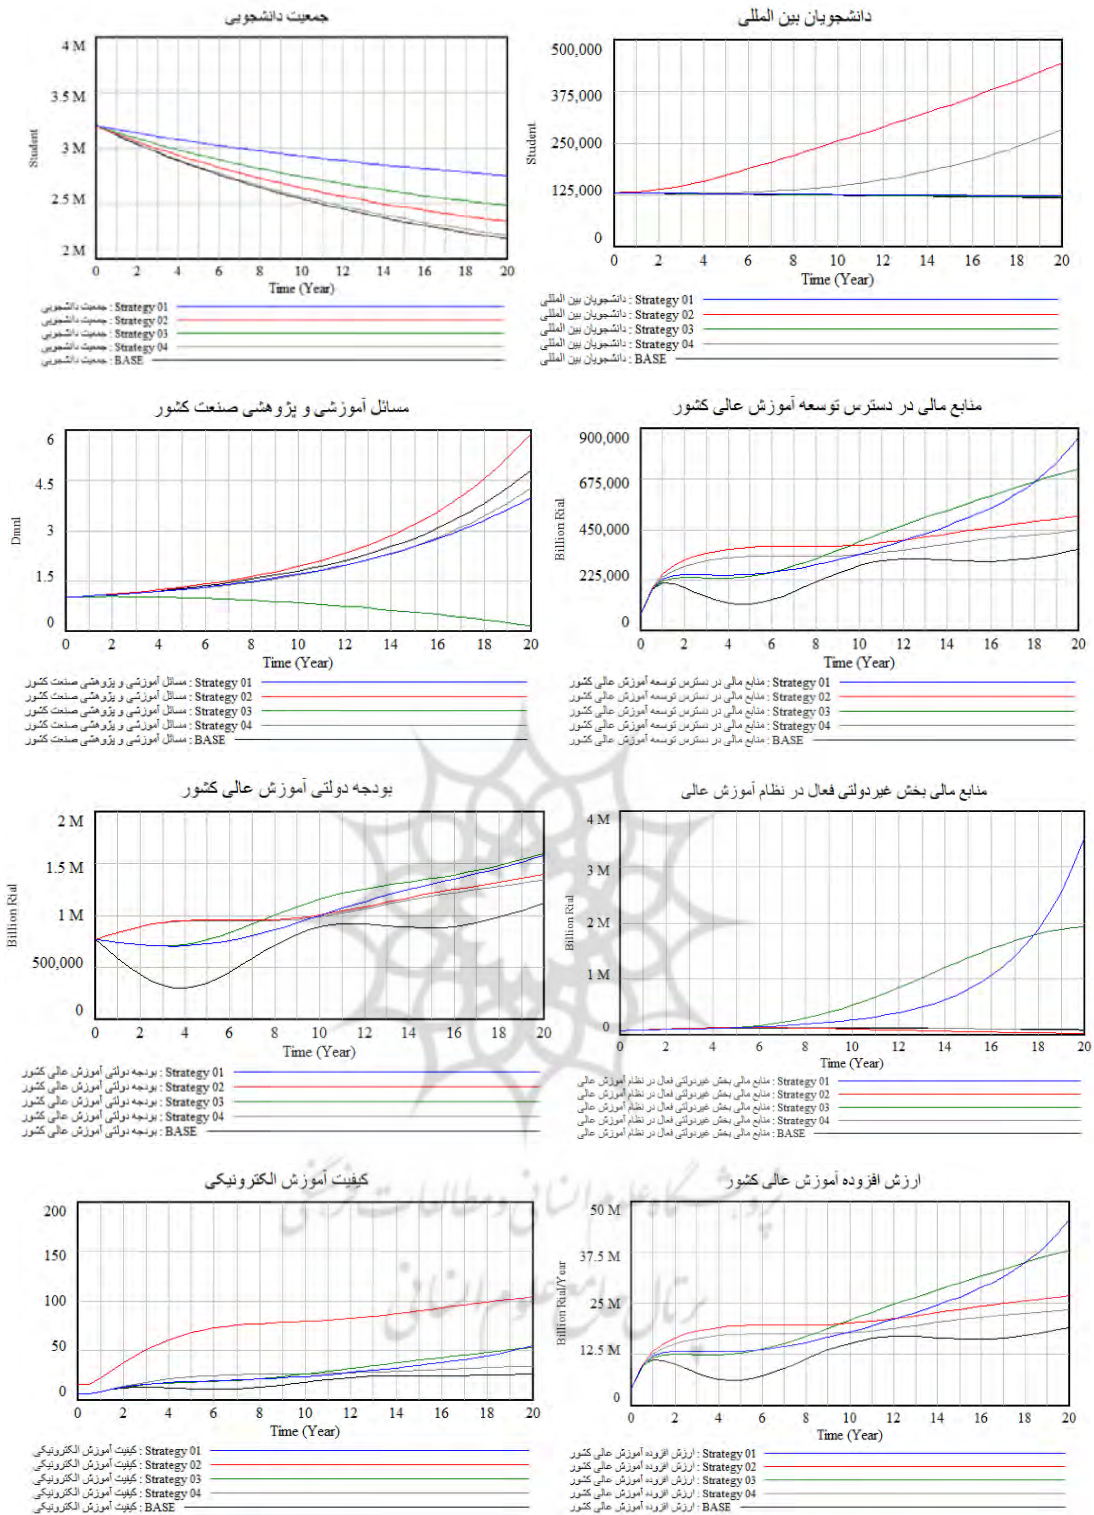 جمعیت دانشجویی
4 M
3.5 M
3 M
2.5 M
2 M
Student
0 2 4 6 8 10 12 14 16 18 20
Time (Year)
جمعیت دانشجویی : Strategy 01
جمعیت دانشجویی : Strategy 02
جمعیت دانشجویی : Strategy 03
جمعیت دانشجویی : Strategy 04
جمعیت دانشجویی : BASE
دانشجویان بین المللی
500,000
375,000
250,000
125,000
0
Student
0 2 4 6 8 10 12 14 16 18 20
Time (Year)
دانشجویان بین المللی : Strategy 01
دانشجویان بین المللی : Strategy 02
دانشجویان بین المللی : Strategy 03
دانشجویان بین المللی : Strategy 04
دانشجویان بین المللی : BASE
مسائل آموزشی و پژوهشی صنعت کشور
6
4.5
3
1.5
0
Dmnl
0 2 4 6 8 10 12 14 16 18 20
Time (Year)
مسائل آموزشی و پژوهشی صنعت کشور : Strategy 01
مسائل آموزشی و پژوهشی صنعت کشور : Strategy 02
مسائل آموزشی و پژوهشی صنعت کشور : Strategy 03
مسائل آموزشی و پژوهشی صنعت کشور : Strategy 04
مسائل آموزشی و پژوهشی صنعت کشور : BASE
منابع مالی در دسترس توسعه آموزش عالی کشور
900,000
675,000
450,000
225,000
0
Billion Rial
0 2 4 6 8 10 12 14 16 18 20
Time (Year)
منابع مالی در دسترس توسعه آموزش عالی کشور : Strategy 01
منابع مالی در دسترس توسعه آموزش عالی کشور : Strategy 02
منابع مالی در دسترس توسعه آموزش عالی کشور : Strategy 03
منابع مالی در دسترس توسعه آموزش عالی کشور : Strategy 04
منابع مالی در دسترس توسعه آموزش عالی کشور : BASE
بودجه دولتی آموزش عالی کشور
2 M
1.5 M
1 M
500,000
0
Billion Rial
0 2 4 6 8 10 12 14 16 18 20
Time (Year)
بودجه دولتی آموزش عالی کشور : Strategy 01
بودجه دولتی آموزش عالی کشور : Strategy 02
بودجه دولتی آموزش عالی کشور : Strategy 03
بودجه دولتی آموزش عالی کشور : Strategy 04
بودجه دولتی آموزش عالی کشور : BASE
منابع مالی بخش غیردولتی فعال در نظام آموزش عالی
4 M
3 M
2 M
1 M
0
Billion Rial
0 2 4 6 8 10 12 14 16 18 20
Time (Year)
منابع مالی بخش غیردولتی فعال در نظام آموزش عالی : Strategy 01
منابع مالی بخش غیردولتی فعال در نظام آموزش عالی : Strategy 02
منابع مالی بخش غیردولتی فعال در نظام آموزش عالی : Strategy 03
منابع مالی بخش غیردولتی فعال در نظام آموزش عالی : Strategy 04
منابع مالی بخش غیردولتی فعال در نظام آموزش عالی : BASE
پژوهشگاه علوم انسانی و مطالعات فرهنگی
پرتال جامع علوم انسانی
کیفیت آموزش الکترونیکی
200
150
100
50
0
0 2 4 6 8 10 12 14 16 18 20
Time (Year)
کیفیت آموزش الکترونیکی : Strategy 01
کیفیت آموزش الکترونیکی : Strategy 02
کیفیت آموزش الکترونیکی : Strategy 03
کیفیت آموزش الکترونیکی : Strategy 04
کیفیت آموزش الکترونیکی : BASE
ارزش افزوده آموزش عالی کشور
50 M
37.5 M
25 M
12.5 M
0
Billion Rial/Year
0 2 4 6 8 10 12 14 16 18 20
Time (Year)
ارزش افزوده آموزش عالی کشور : Strategy 01
ارزش افزوده آموزش عالی کشور : Strategy 02
ارزش افزوده آموزش عالی کشور : Strategy 03
ارزش افزوده آموزش عالی کشور : Strategy 04
ارزش افزوده آموزش عالی کشور : BASE